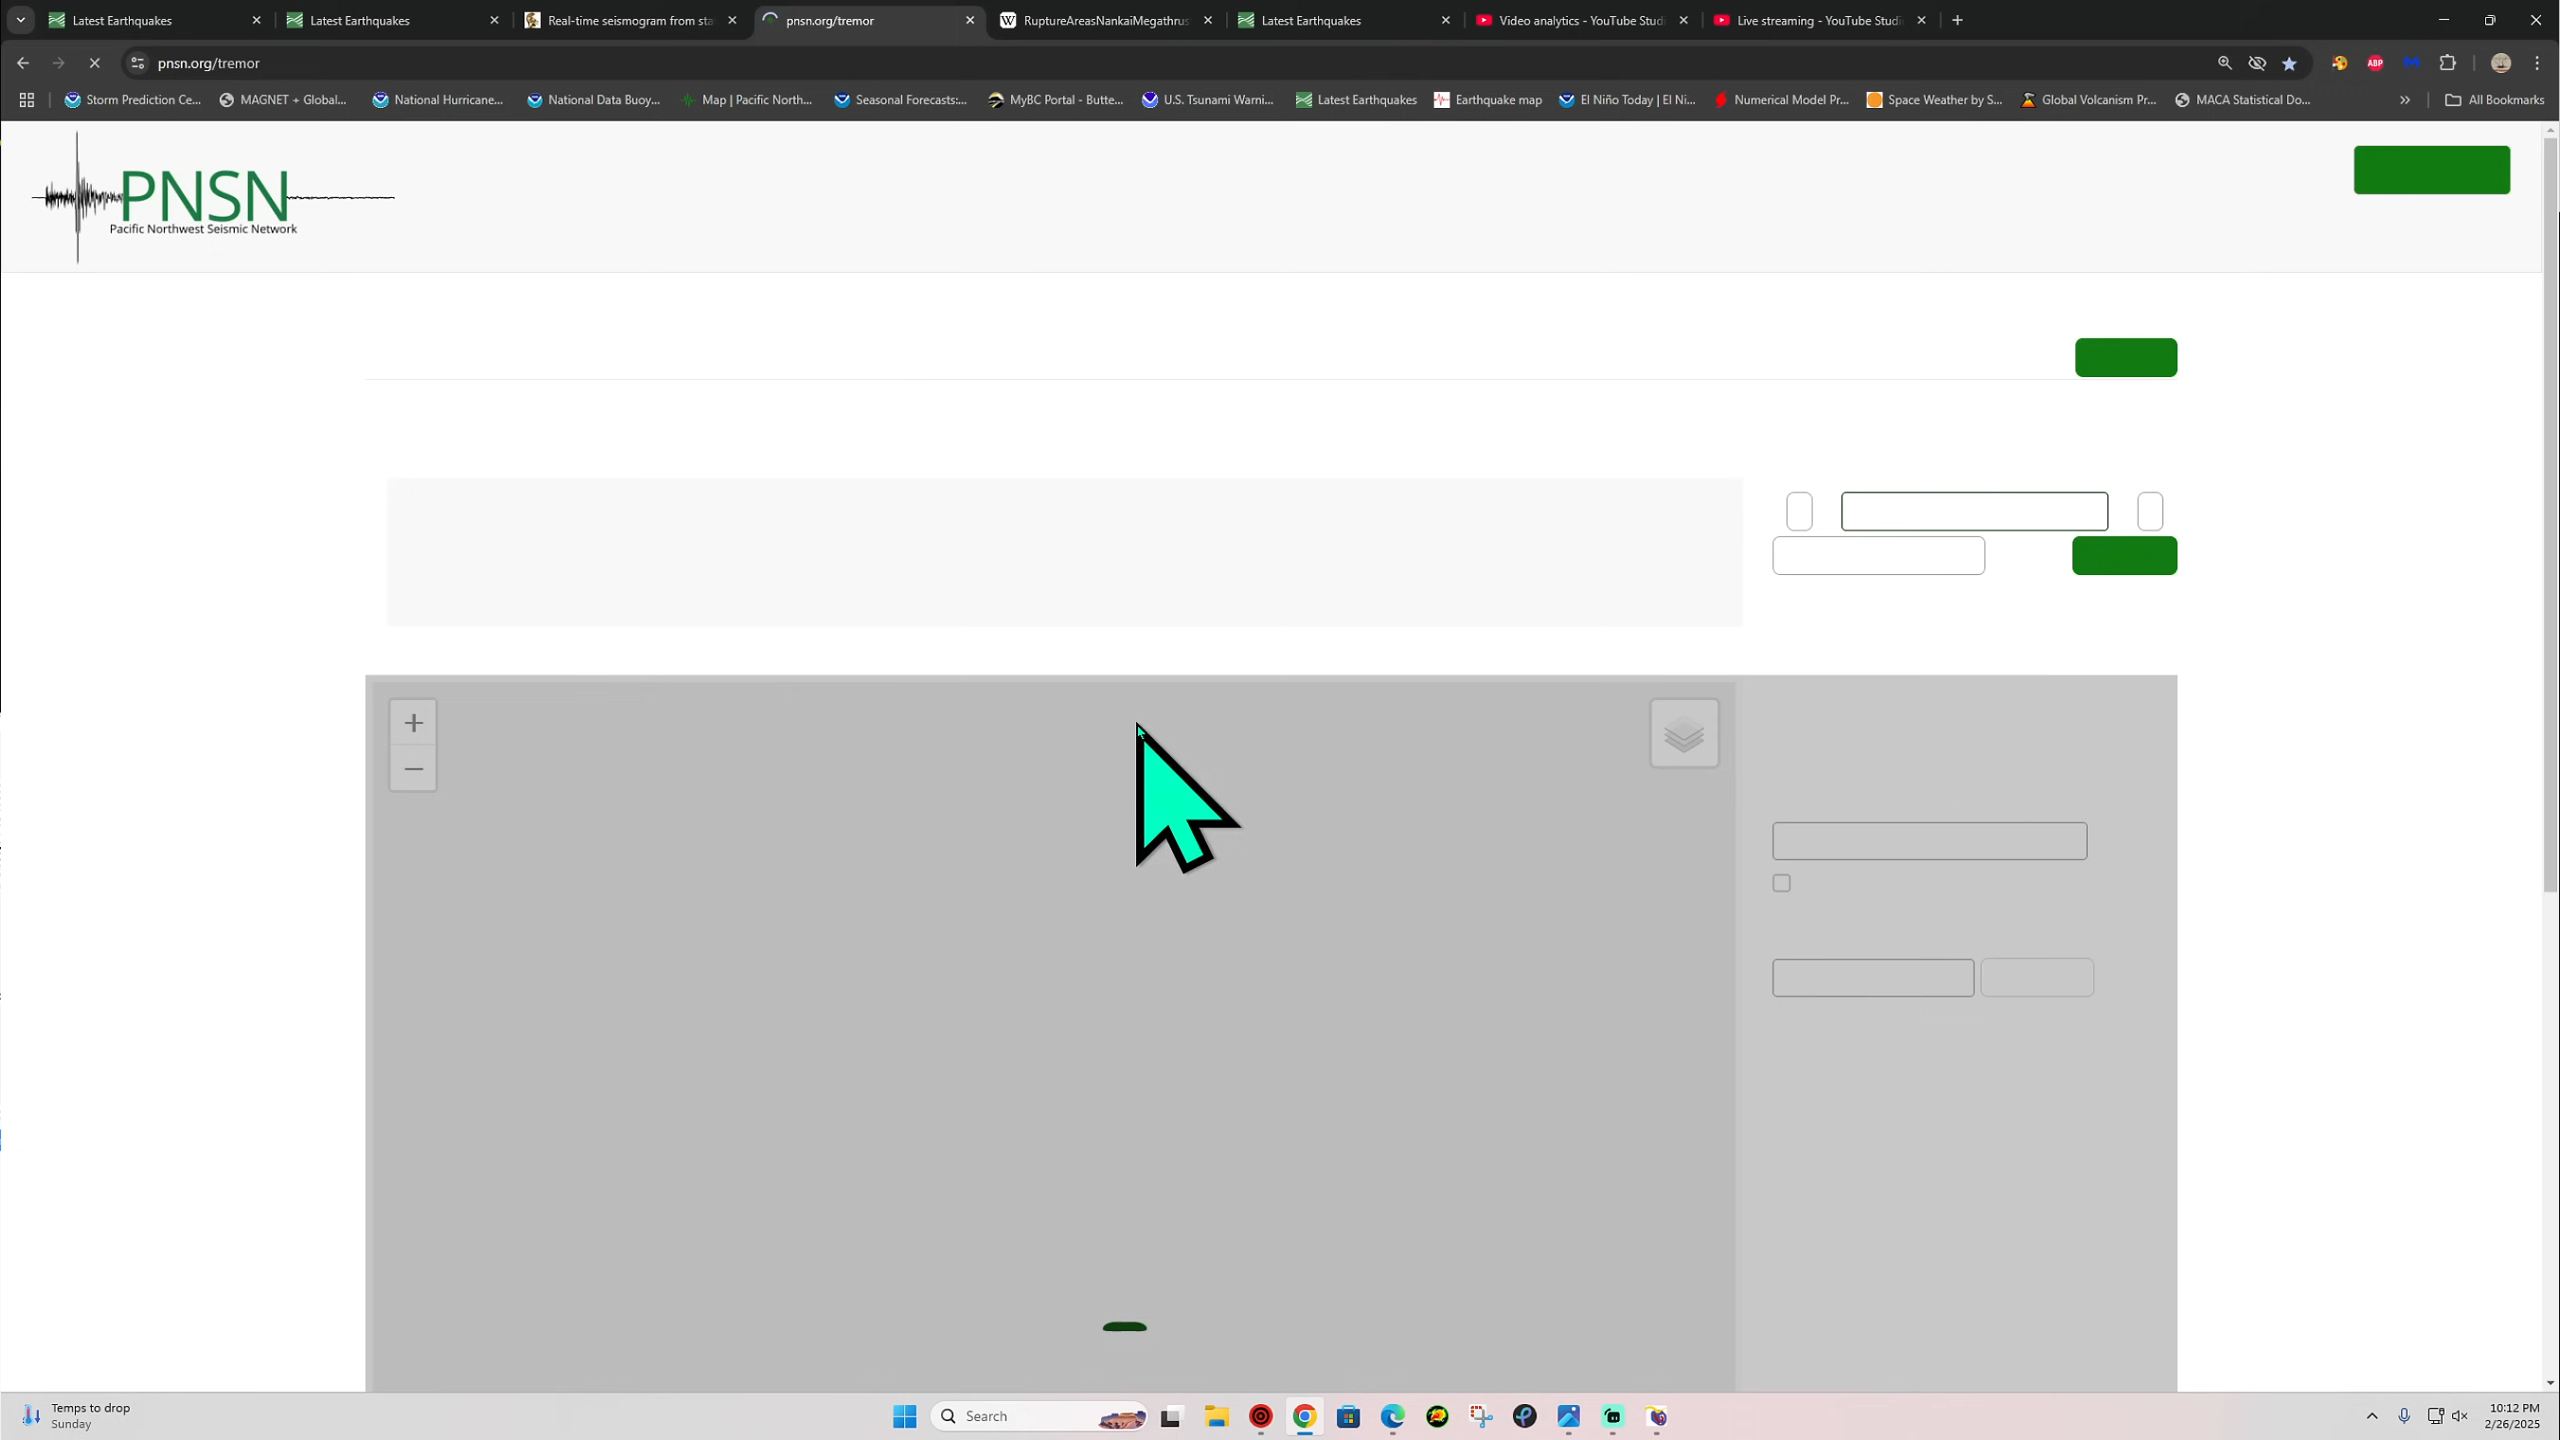 Latest Earthquakes
Latest Earthquakes
Real-time seismogram from sta
pnsn.org/tremor
RuptureAreasNankaiMegathrus
Latest Earthquakes
Video analytics - YouTube Studi
Live streaming - YouTube Studi
pnsn.org/tremor
ABP
Storm Prediction Ce...
MAGNET + Global...
National Hurricane...
National Data Buoy...
Map | Pacific North...
Seasonal Forecasts:...
MyBC Portal - Butte...
U.S. Tsunami Warni...
Latest Earthquakes
Earthquake map
El Niño Today | El Ni...
Numerical Model Pr...
Space Weather by S...
Global Volcanism Pr...
MACA Statistical Do...
All Bookmarks
PNSN
Pacific Northwest Seismic Network
+
−
Temps to drop
Sunday
Search
10:12 PM
2/26/2025